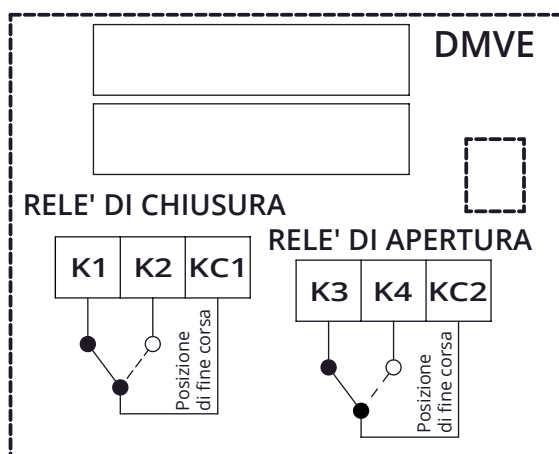 DMVE
RELE' DI CHIUSURA
K1 K2 KC1
Posizione
di fine corsa
RELE' DI APERTURA
K3 K4 KC2
Posizione
di fine corsa